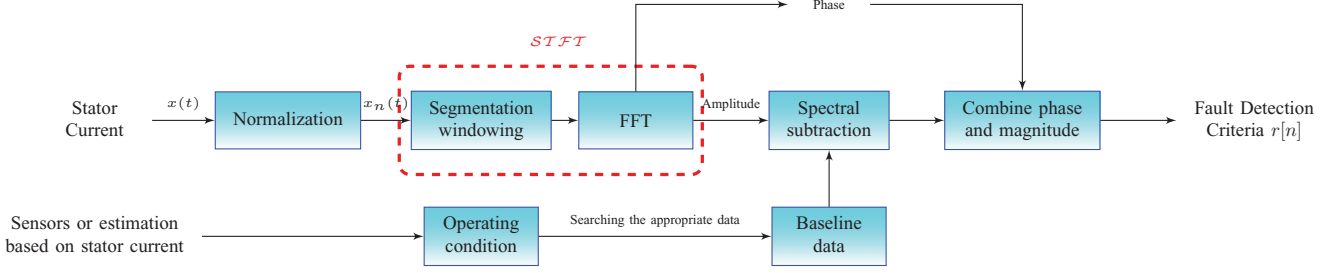 Phase
STFT
Stator
Current
x(t)
Normalization
x_n(t)
Segmentation
windowing
FFT
Amplitude
Spectral
subtraction
Combine phase
and magnitude
Fault Detection
Criteria r[n]
Sensors or estimation
based on stator current
Operating
condition
Searching the appropriate data
Baseline
data